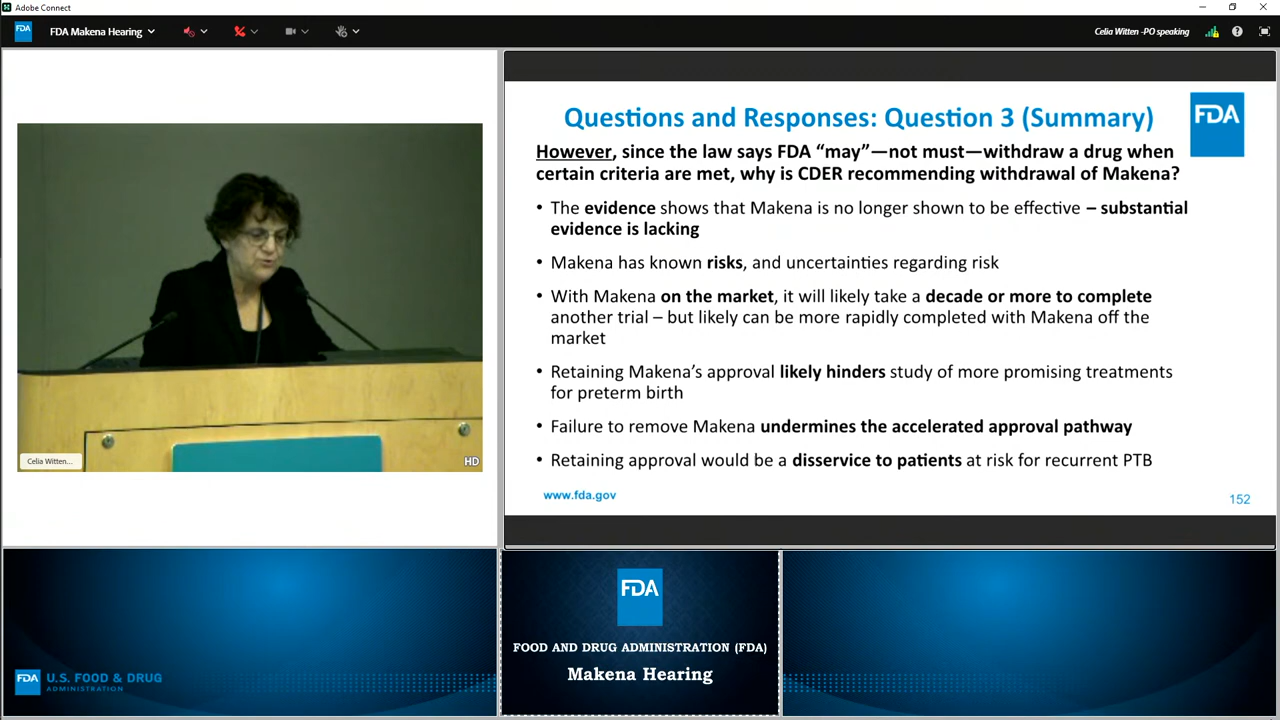 Adobe Connect
FDA
FDA Makena Hearing
Celia Witten -PO speaking
Celia Witten...
HD
Questions and Responses: Question 3 (Summary)
FDA
However, since the law says FDA “may”—not must—withdraw a drug when
certain criteria are met, why is CDER recommending withdrawal of Makena?
• The evidence shows that Makena is no longer shown to be effective – substantial
evidence is lacking
• Makena has known risks, and uncertainties regarding risk
• With Makena on the market, it will likely take a decade or more to complete
another trial – but likely can be more rapidly completed with Makena off the
market
• Retaining Makena’s approval likely hinders study of more promising treatments
for preterm birth
• Failure to remove Makena undermines the accelerated approval pathway
• Retaining approval would be a disservice to patients at risk for recurrent PTB
www.fda.gov
152
FDA
U.S. FOOD & DRUG
ADMINISTRATION
FDA
FOOD AND DRUG ADMINISTRATION (FDA)
Makena Hearing